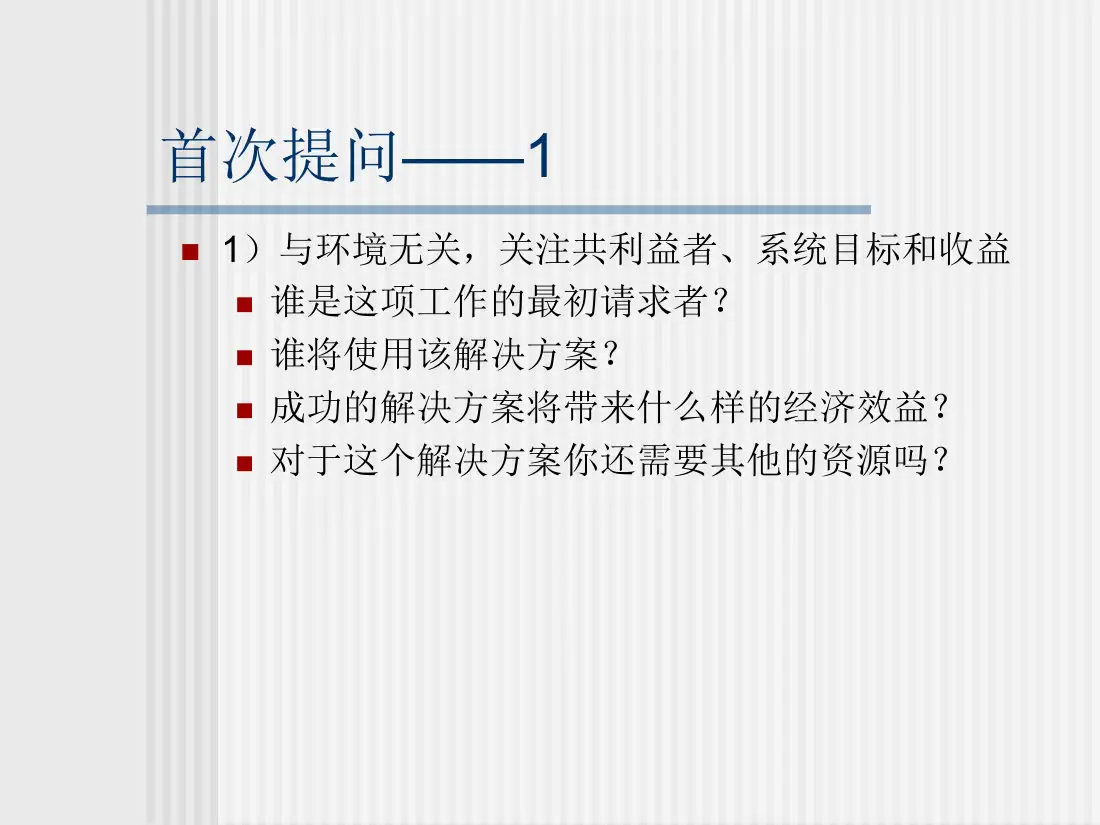 首次提问——1
■ 1）与环境无关，关注共利益者、系统目标和收益
■ 谁是这项工作的最初请求者？
■ 谁将使用该解决方案？
■ 成功的解决方案将带来什么样的经济效益？
■ 对于这个解决方案你还需要其他的资源吗？